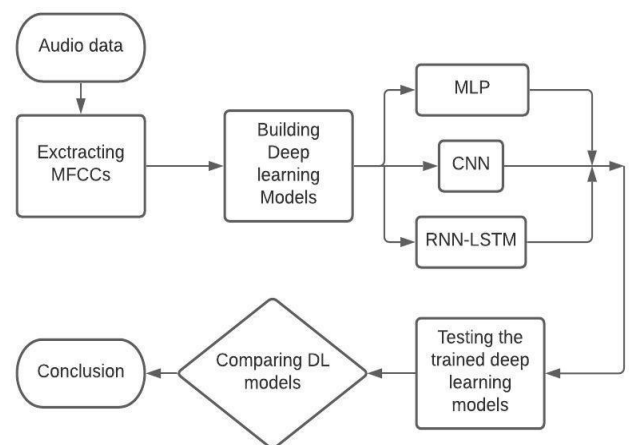 Audio data
Exctracting
MFCCs
Building
Deep
learning
Models
MLP
CNN
RNN-LSTM
Testing the
trained deep
learning
models
Comparing DL
models
Conclusion